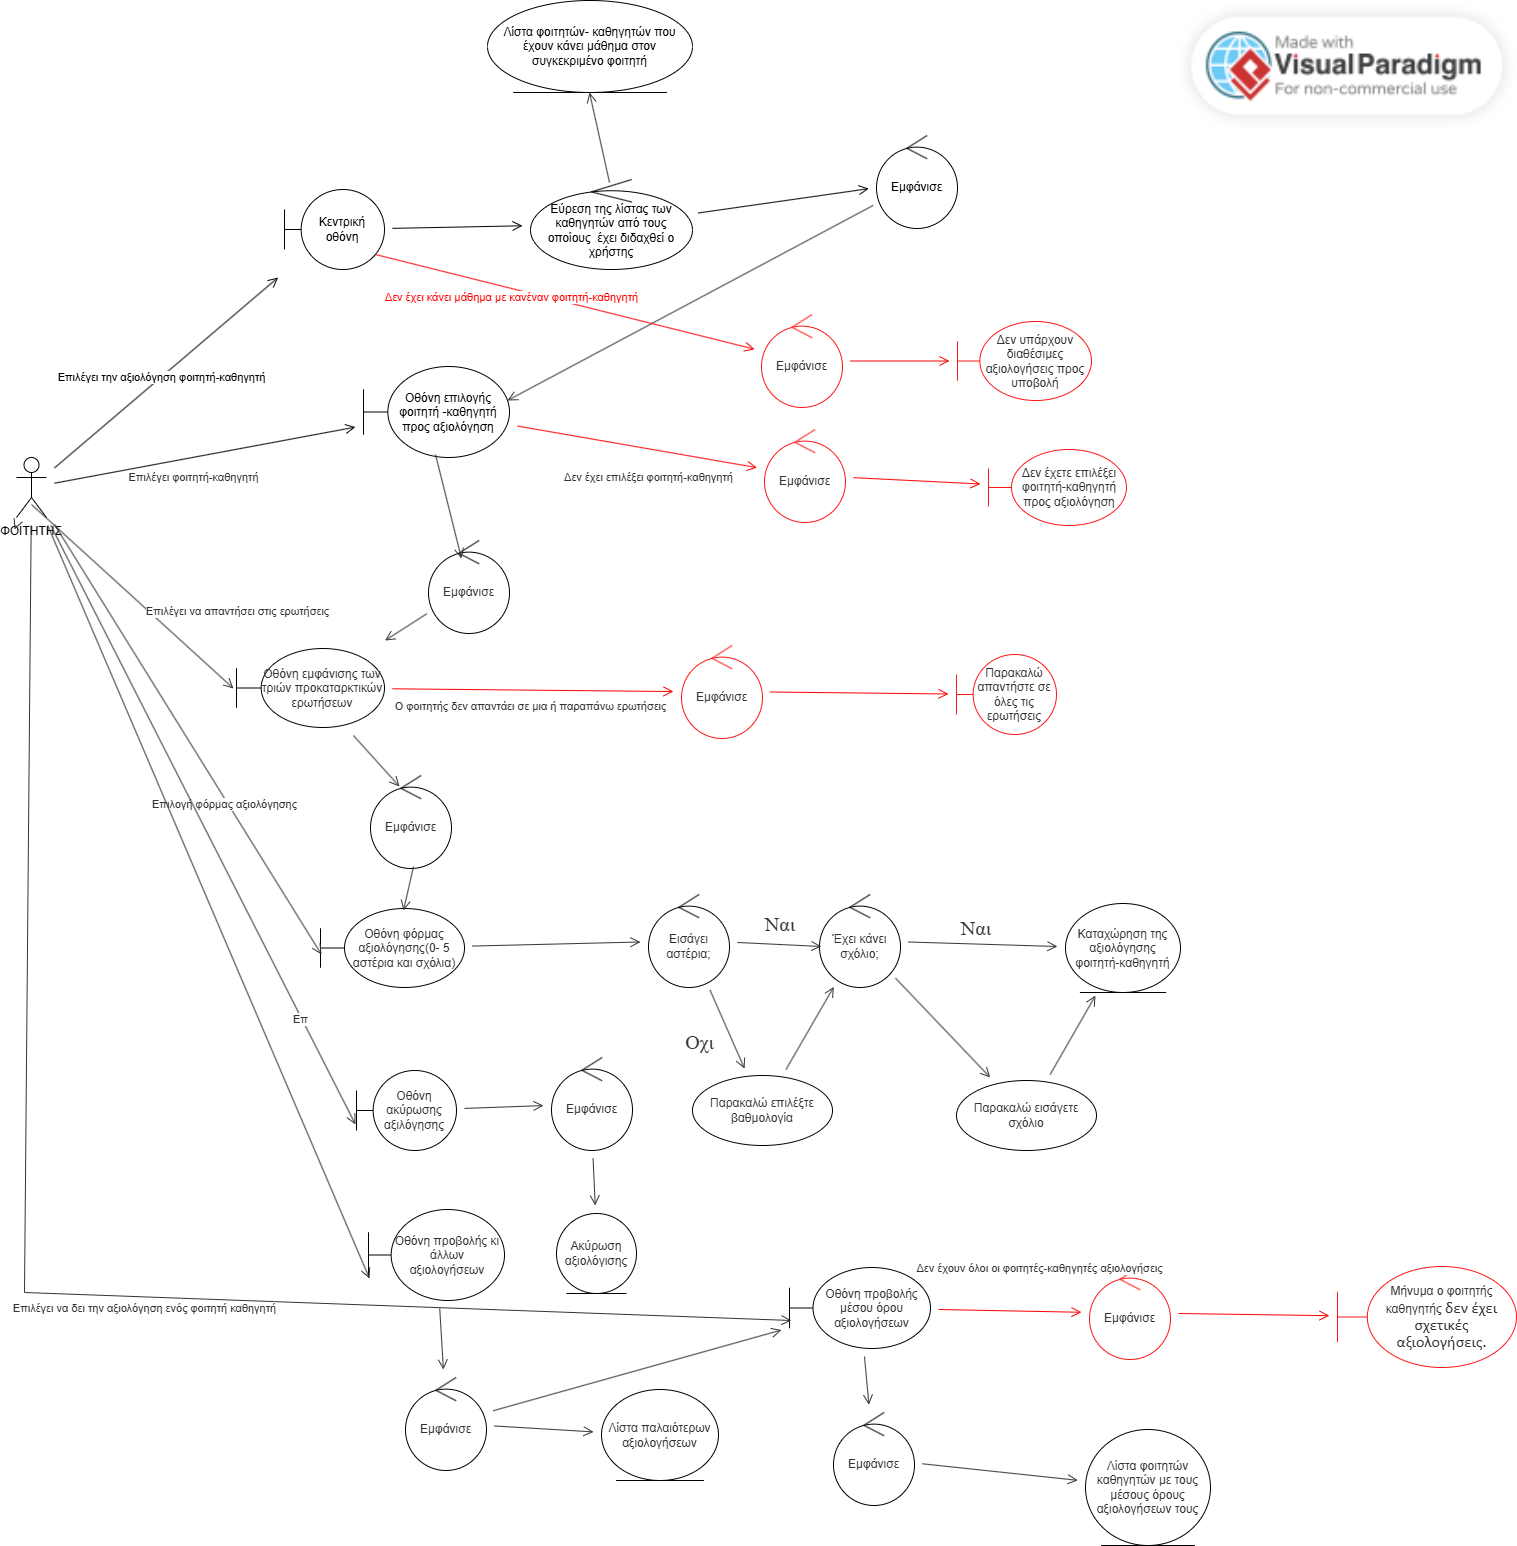 Λίστα φοιτητών- καθηγητών που
έχουν κάνει μάθημα στον
συγκεκριμένο φοιτητή
Made with
Visual Paradigm
For non-commercial use
Εμφάνισε
Κεντρική
οθόνη
Εύρεση της λίστας των
καθηγητών από τους
οποίους έχει διδαχθεί ο
χρήστης
Δεν έχει κάνει μάθημα με κανέναν φοιτητή-καθηγητή
Εμφάνισε
Δεν υπάρχουν
διαθέσιμες
αξιολογήσεις προς
υποβολή
Επιλέγει την αξιολόγηση φοιτητή-καθηγητή
Οθόνη επιλογής
φοιτητή -καθηγητή
προς αξιολόγηση
Επιλέγει φοιτητή-καθηγητή
Δεν έχει επιλέξει φοιτητή-καθηγητή
Εμφάνισε
Δεν έχετε επιλέξει
φοιτητή-καθηγητή
προς αξιολόγηση
ΦΟΙΤΗΤΗΣ
Εμφάνισε
Επιλέγει να απαντήσει στις ερωτήσεις
Οθόνη εμφάνισης των
τριών προκαταρκτικών
ερωτήσεων
Ο φοιτητής δεν απαντάει σε μια ή παραπάνω ερωτήσεις
Εμφάνισε
Παρακαλώ
απαντήστε σε
όλες τις
ερωτήσεις
Επιλογή φόρμας αξιολόγησης
Εμφάνισε
Οθόνη φόρμας
αξιολόγησης(0- 5
αστέρια και σχόλια)
Εισάγει
αστέρια;
Ναι
Έχει κάνει
σχόλιο;
Ναι
Καταχώρηση της
αξιολόγησης
φοιτητή-καθηγητή
Επ
Οχι
Οθόνη
ακύρωσης
αξιλόγησης
Εμφάνισε
Παρακαλώ επιλέξτε
βαθμολογία
Παρακαλώ εισάγετε
σχόλιο
Οθόνη προβολής κι
άλλων
αξιολογήσεων
Ακύρωση
αξιολόγισης
Επιλέγει να δει την αξιολόγηση ενός φοιτητή καθηγητή
Οθόνη προβολής
μέσου όρου
αξιολογήσεων
Δεν έχουν όλοι οι φοιτητές-καθηγητές αξιολογήσεις
Εμφάνισε
Μήνυμα ο φοιτητής
καθηγητής δεν έχει
σχετικές
αξιολογήσεις.
Εμφάνισε
Λίστα παλαιότερων
αξιολογήσεων
Εμφάνισε
Λίστα φοιτητών
καθηγητών με τους
μέσους όρους
αξιολογήσεων τους